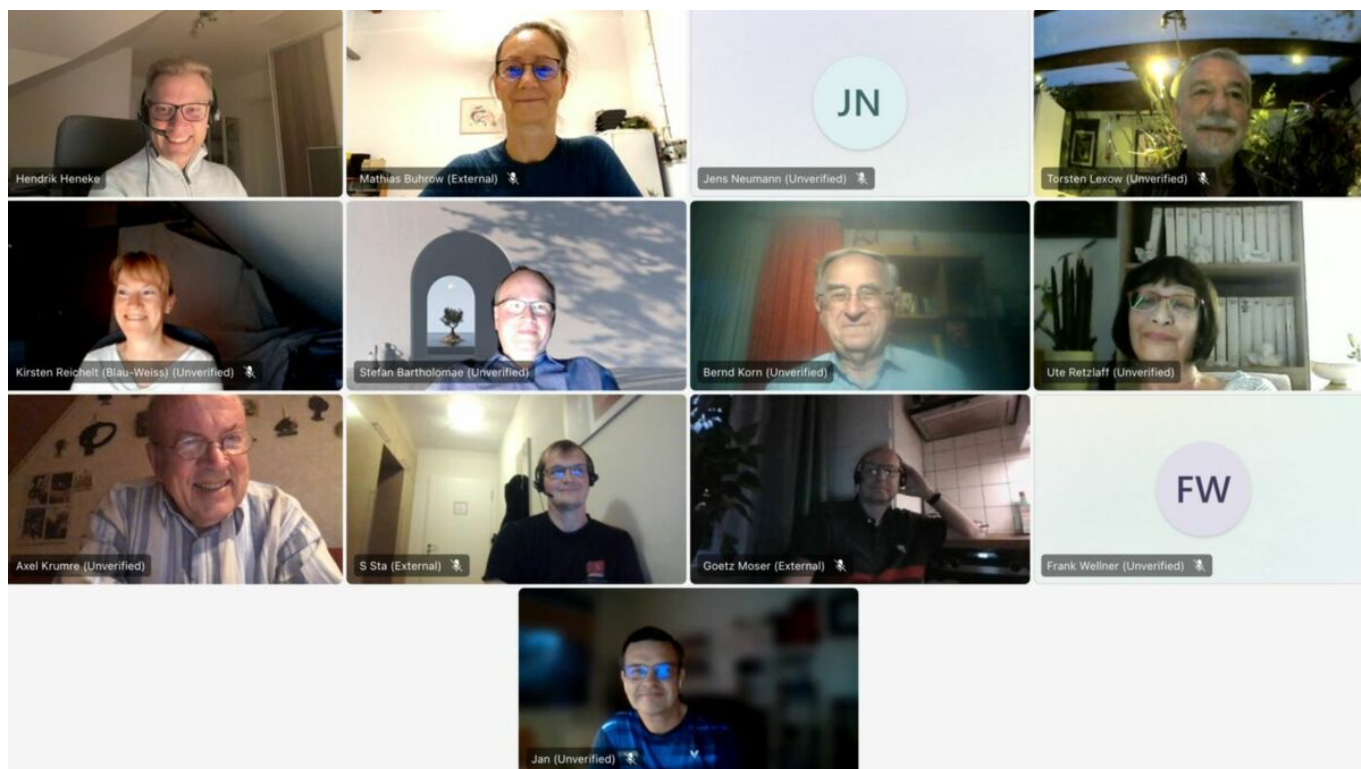 Hendrik Heneke
Mathias Buhrow (External)
JN
Jens Neumann (Unverified)
Torsten Lexow (Unverified)
Kirsten Reichelt (Blau-Weiss) (Unverified)
Stefan Bartholomae (Unverified)
Bernd Korn (Unverified)
Ute Retzlaff (Unverified)
Axel Krumre (Unverified)
S Sta (External)
Goetz Moser (External)
FW
Frank Wellner (Unverified)
Jan (Unverified)